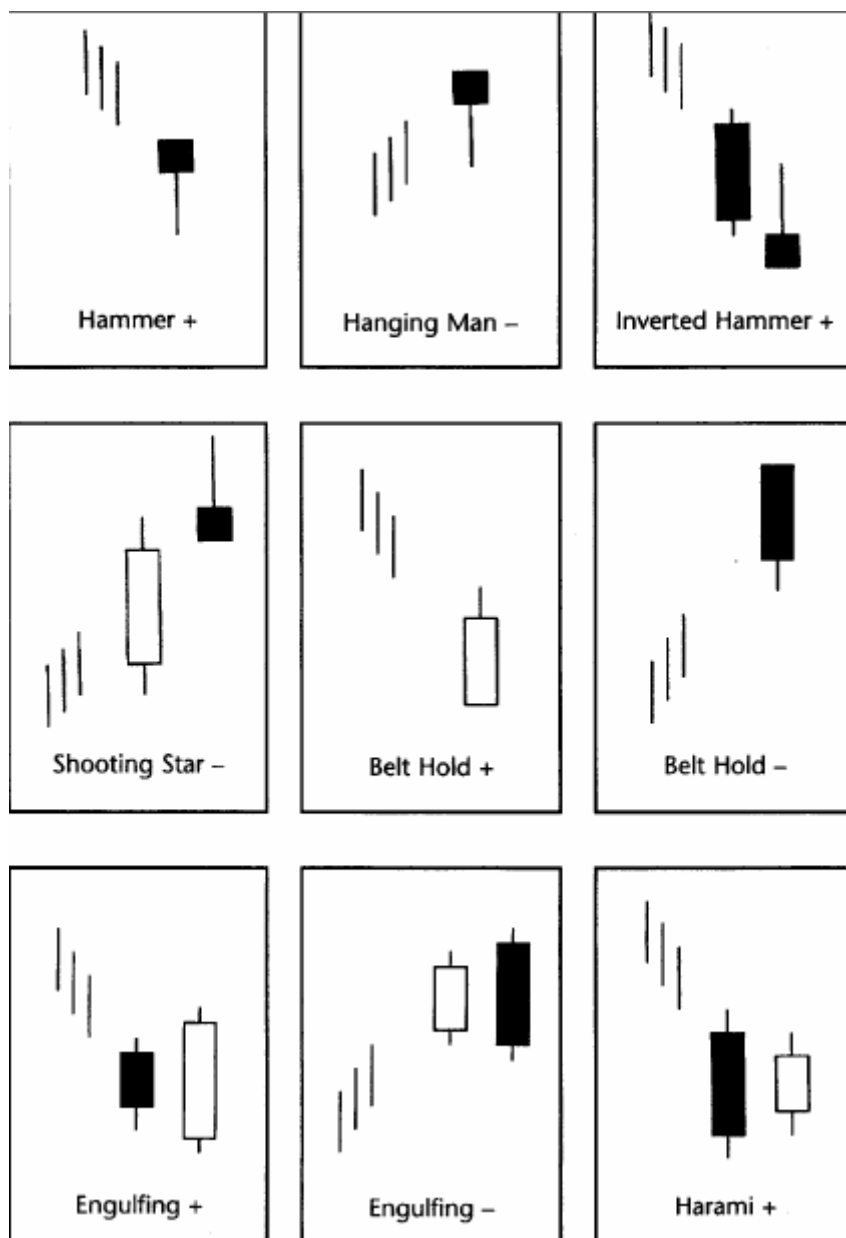 Hammer +
Hanging Man –
Inverted Hammer +
Shooting Star –
Belt Hold +
Belt Hold –
Engulfing +
Engulfing –
Harami +